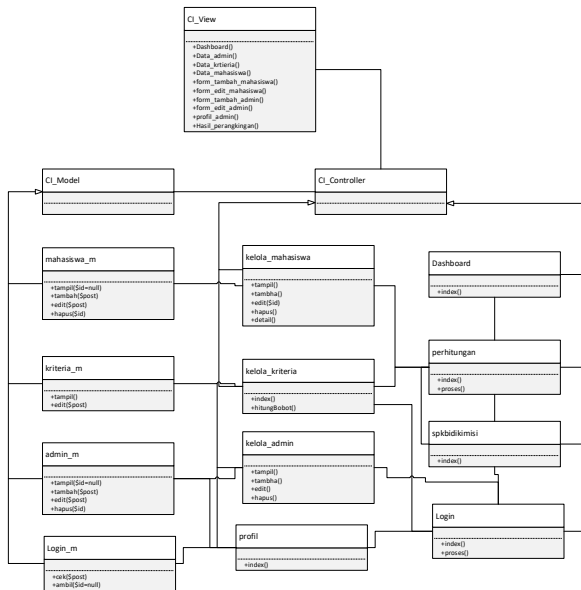 CI_View
+Dashboard()
+Data_admin()
+Data_krtieria()
+Data_mahasiswa()
+form_tambah_mahasiswa()
+form_edit_mahasiswa()
+form_tambah_admin()
+form_edit_admin()
+profil_admin()
+Hasil_perangkingan()
CI_Model
CI_Controller
mahasiswa_m
+tampil($id=null)
+tambah($post)
+edit($post)
+hapus($id)
kelola_mahasiswa
+tampil()
+tambha()
+edit($id)
+hapus()
+detail()
Dashboard
+index()
kriteria_m
+tampil()
+edit($post)
kelola_kriteria
+index()
+hitungBobot()
perhitungan
+index()
+proses()
admin_m
+tampil($id=null)
+tambah($post)
+edit($post)
+hapus($id)
kelola_admin
+tampil()
+tambha()
+edit()
+hapus()
spkbidikimisi
+index()
Login_m
+cek($post)
+ambil($id=null)
profil
+index()
Login
+index()
+proses()